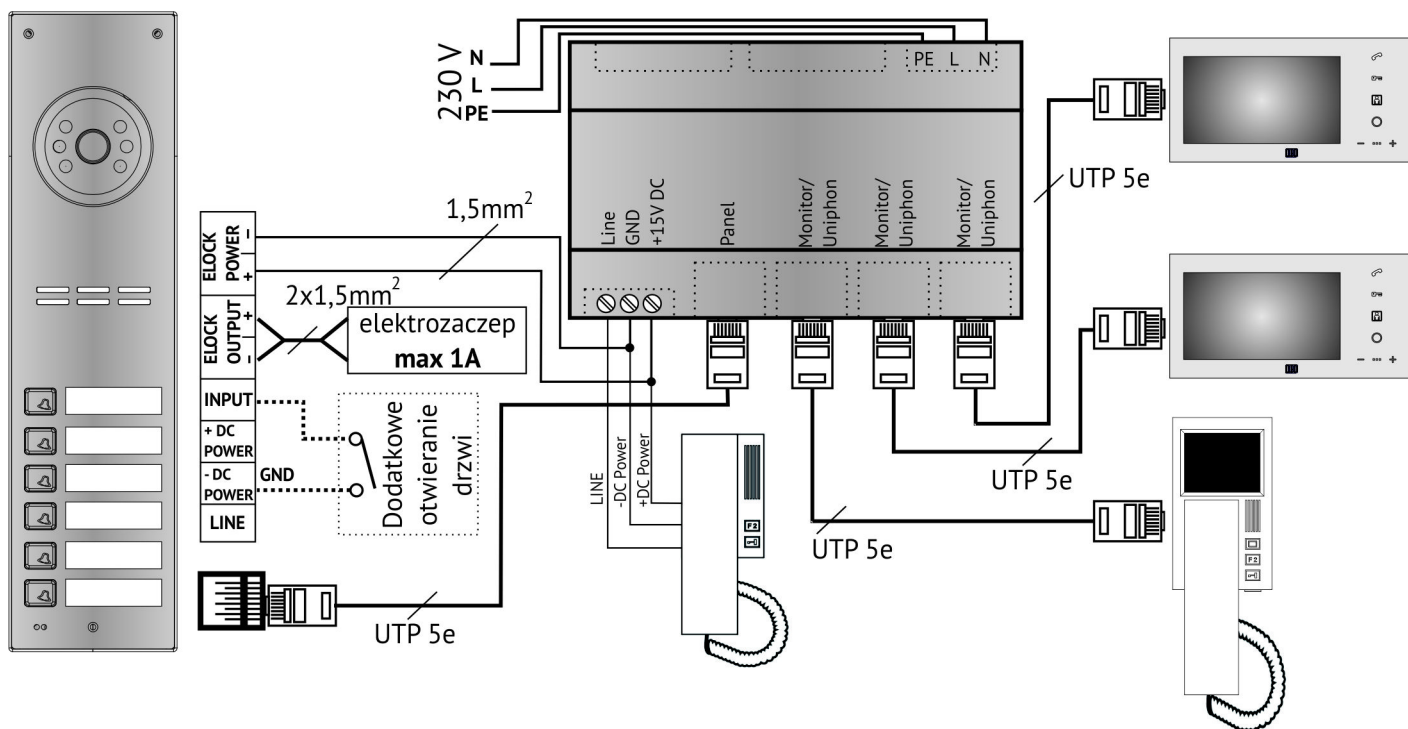 230 V
N
L
PE
PE L N
Line
GND
+15V DC
Panel
Monitor/
Uniphon
Monitor/
Uniphon
Monitor/
Uniphon
UTP 5e
1,5mm²
ELOCK
POWER
-
+
ELOCK
OUTPUT
+
-
2x1,5mm²
elektrozaczep
max 1A
INPUT
+ DC
POWER
- DC
POWER
LINE
GND
Dodatkowe
otwieranie
drzwi
LINE
-DC Power
+DC Power
F2
UTP 5e
UTP 5e
UTP 5e
F2